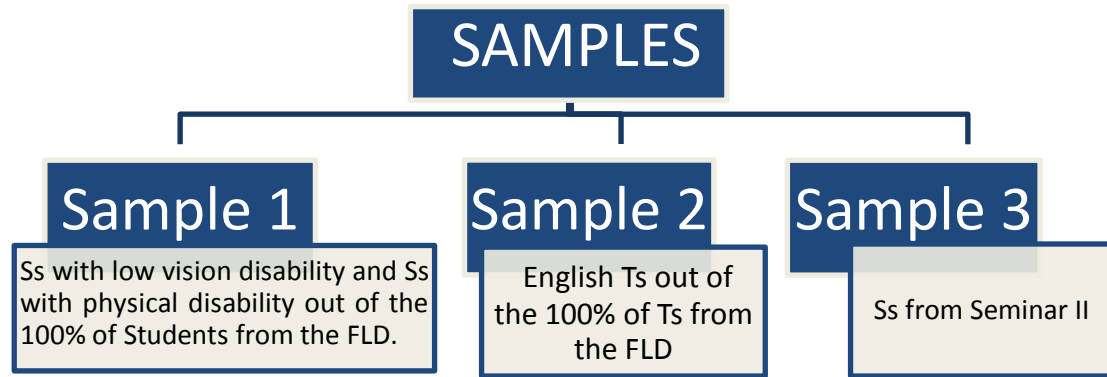 SAMPLES
Sample 1
Ss with low vision disability and Ss
with physical disability out of the
100% of Students from the FLD.
Sample 2
English Ts out of
the 100% of Ts from
the FLD
Sample 3
Ss from Seminar II